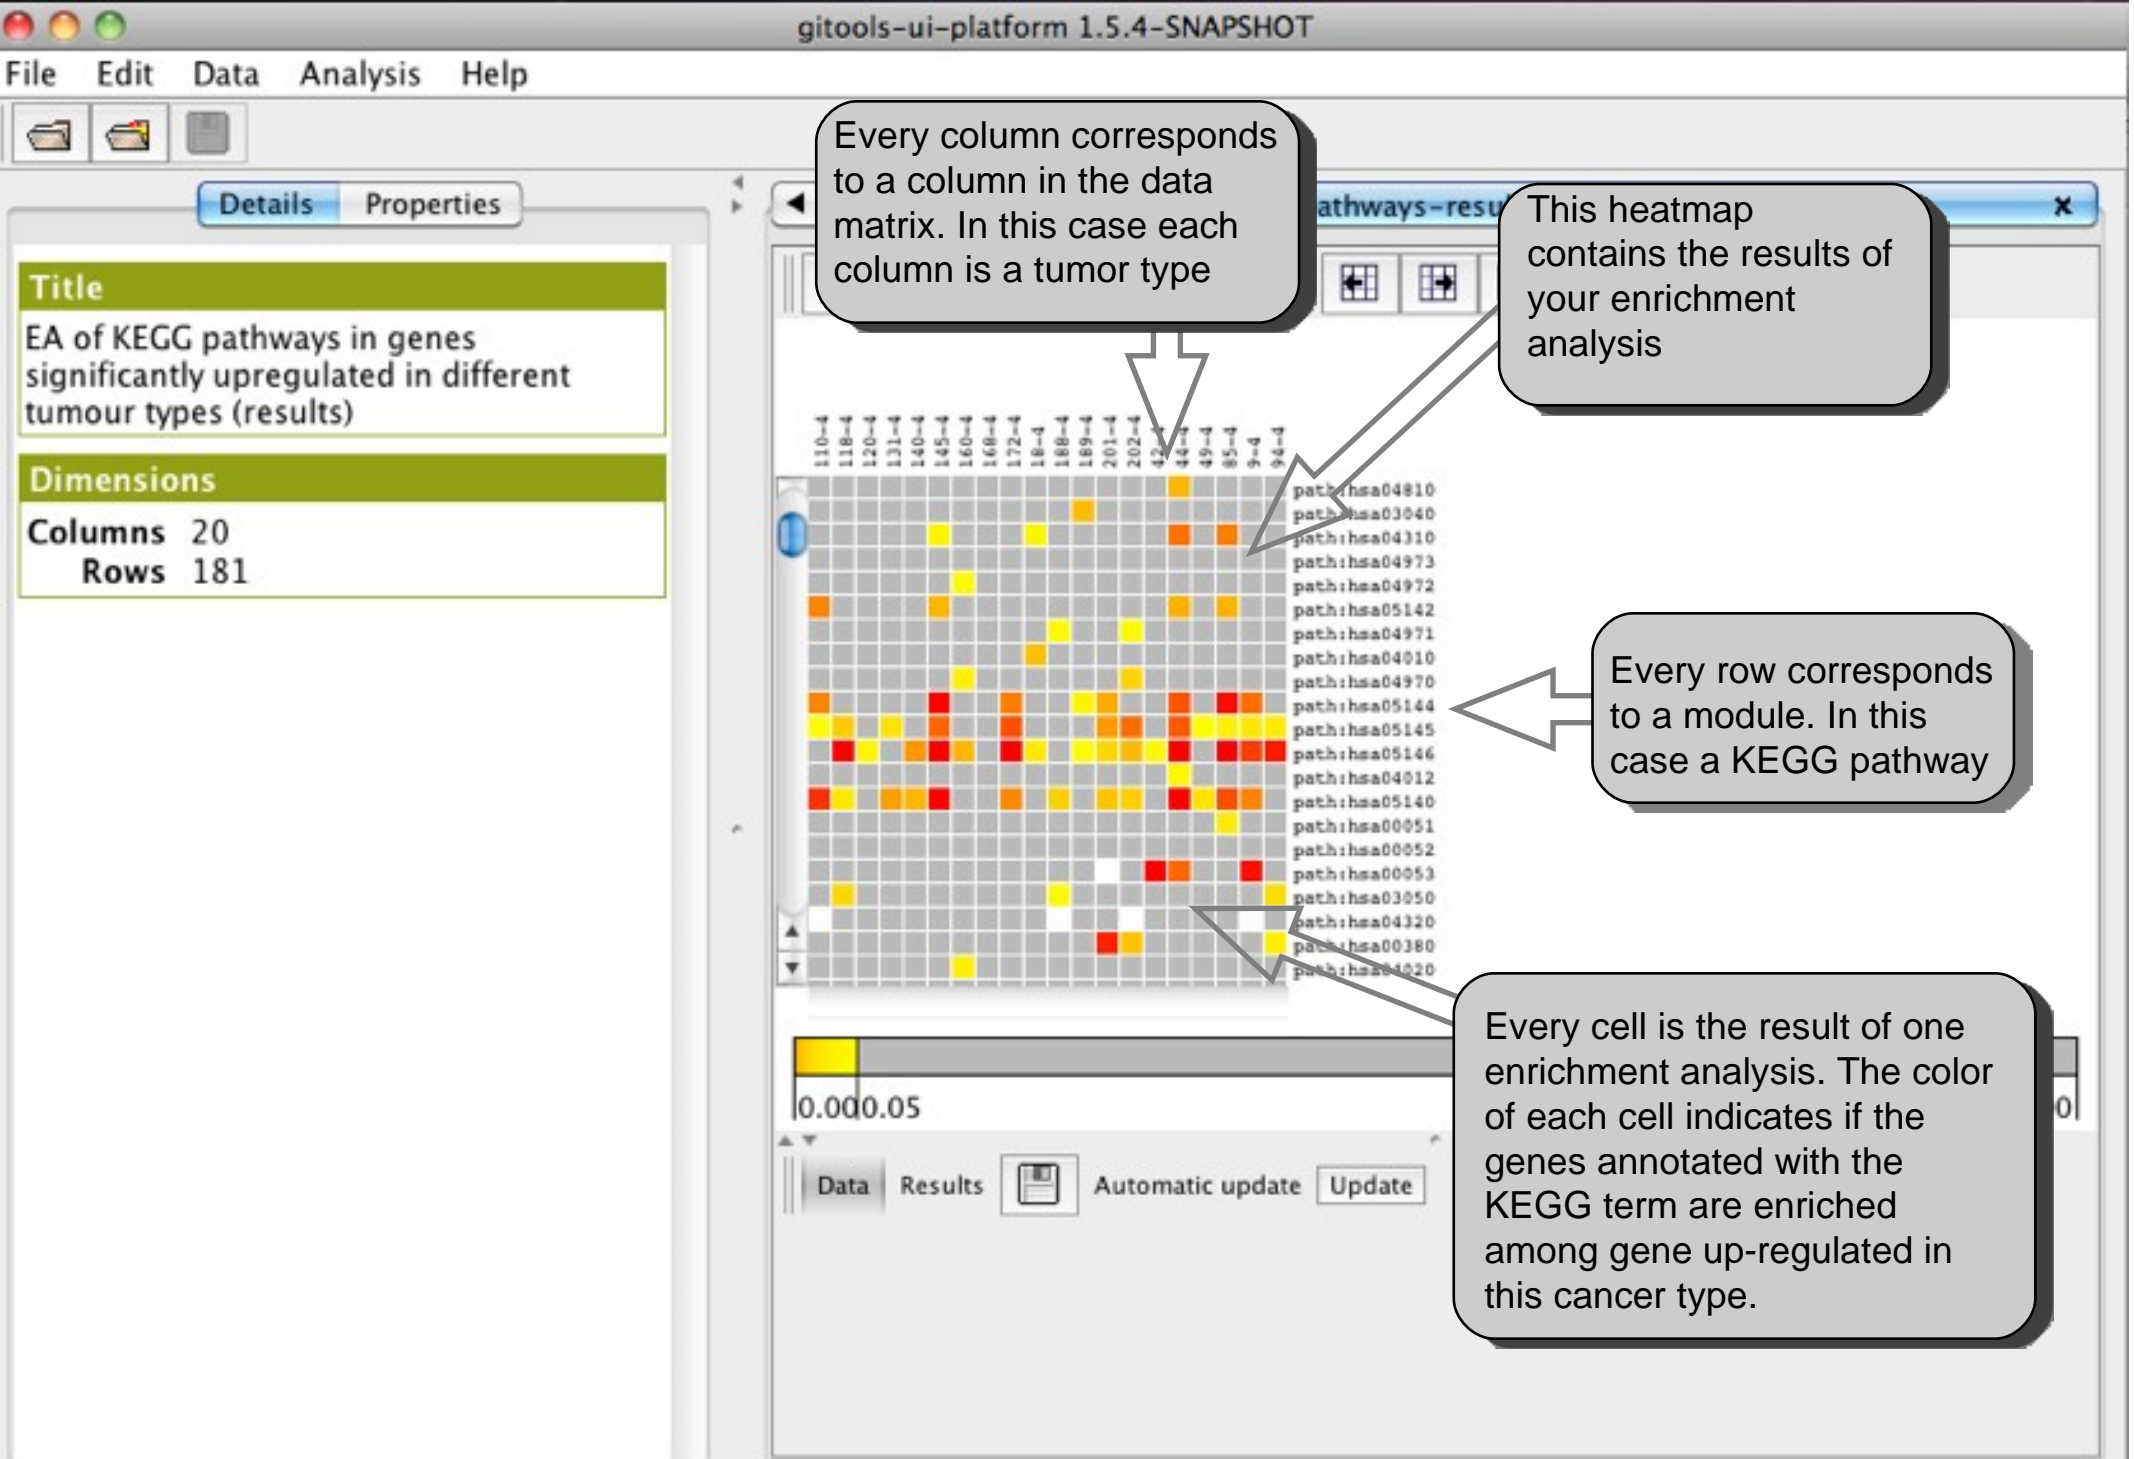 gitools-ui-platform 1.5.4-SNAPSHOT
File Edit Data Analysis Help
Details Properties
Title
EA of KEGG pathways in genes
significantly upregulated in different
tumour types (results)
Dimensions
Columns 20
Rows 181
Every column corresponds
to a column in the data
matrix. In this case each
column is a tumor type
This heatmap
contains the results of
your enrichment
analysis
110-4
118-4
120-4
131-4
140-4
145-4
160-4
168-4
172-4
18-4
188-4
189-4
201-4
202-4
42-4
44-4
49-4
85-4
9-4
94-4
path:hsa04810
path:hsa03040
path:hsa04310
path:hsa04973
path:hsa04972
path:hsa05142
path:hsa04971
path:hsa04010
path:hsa04970
path:hsa05144
path:hsa05145
path:hsa05146
path:hsa04012
path:hsa05140
path:hsa00051
path:hsa00052
path:hsa00053
path:hsa03050
path:hsa04320
path:hsa00380
path:hsa04020
Every row corresponds
to a module. In this
case a KEGG pathway
Every cell is the result of one
enrichment analysis. The color
of each cell indicates if the
genes annotated with the
KEGG term are enriched
among gene up-regulated in
this cancer type.
0.00 0.05
Data Results Automatic update Update